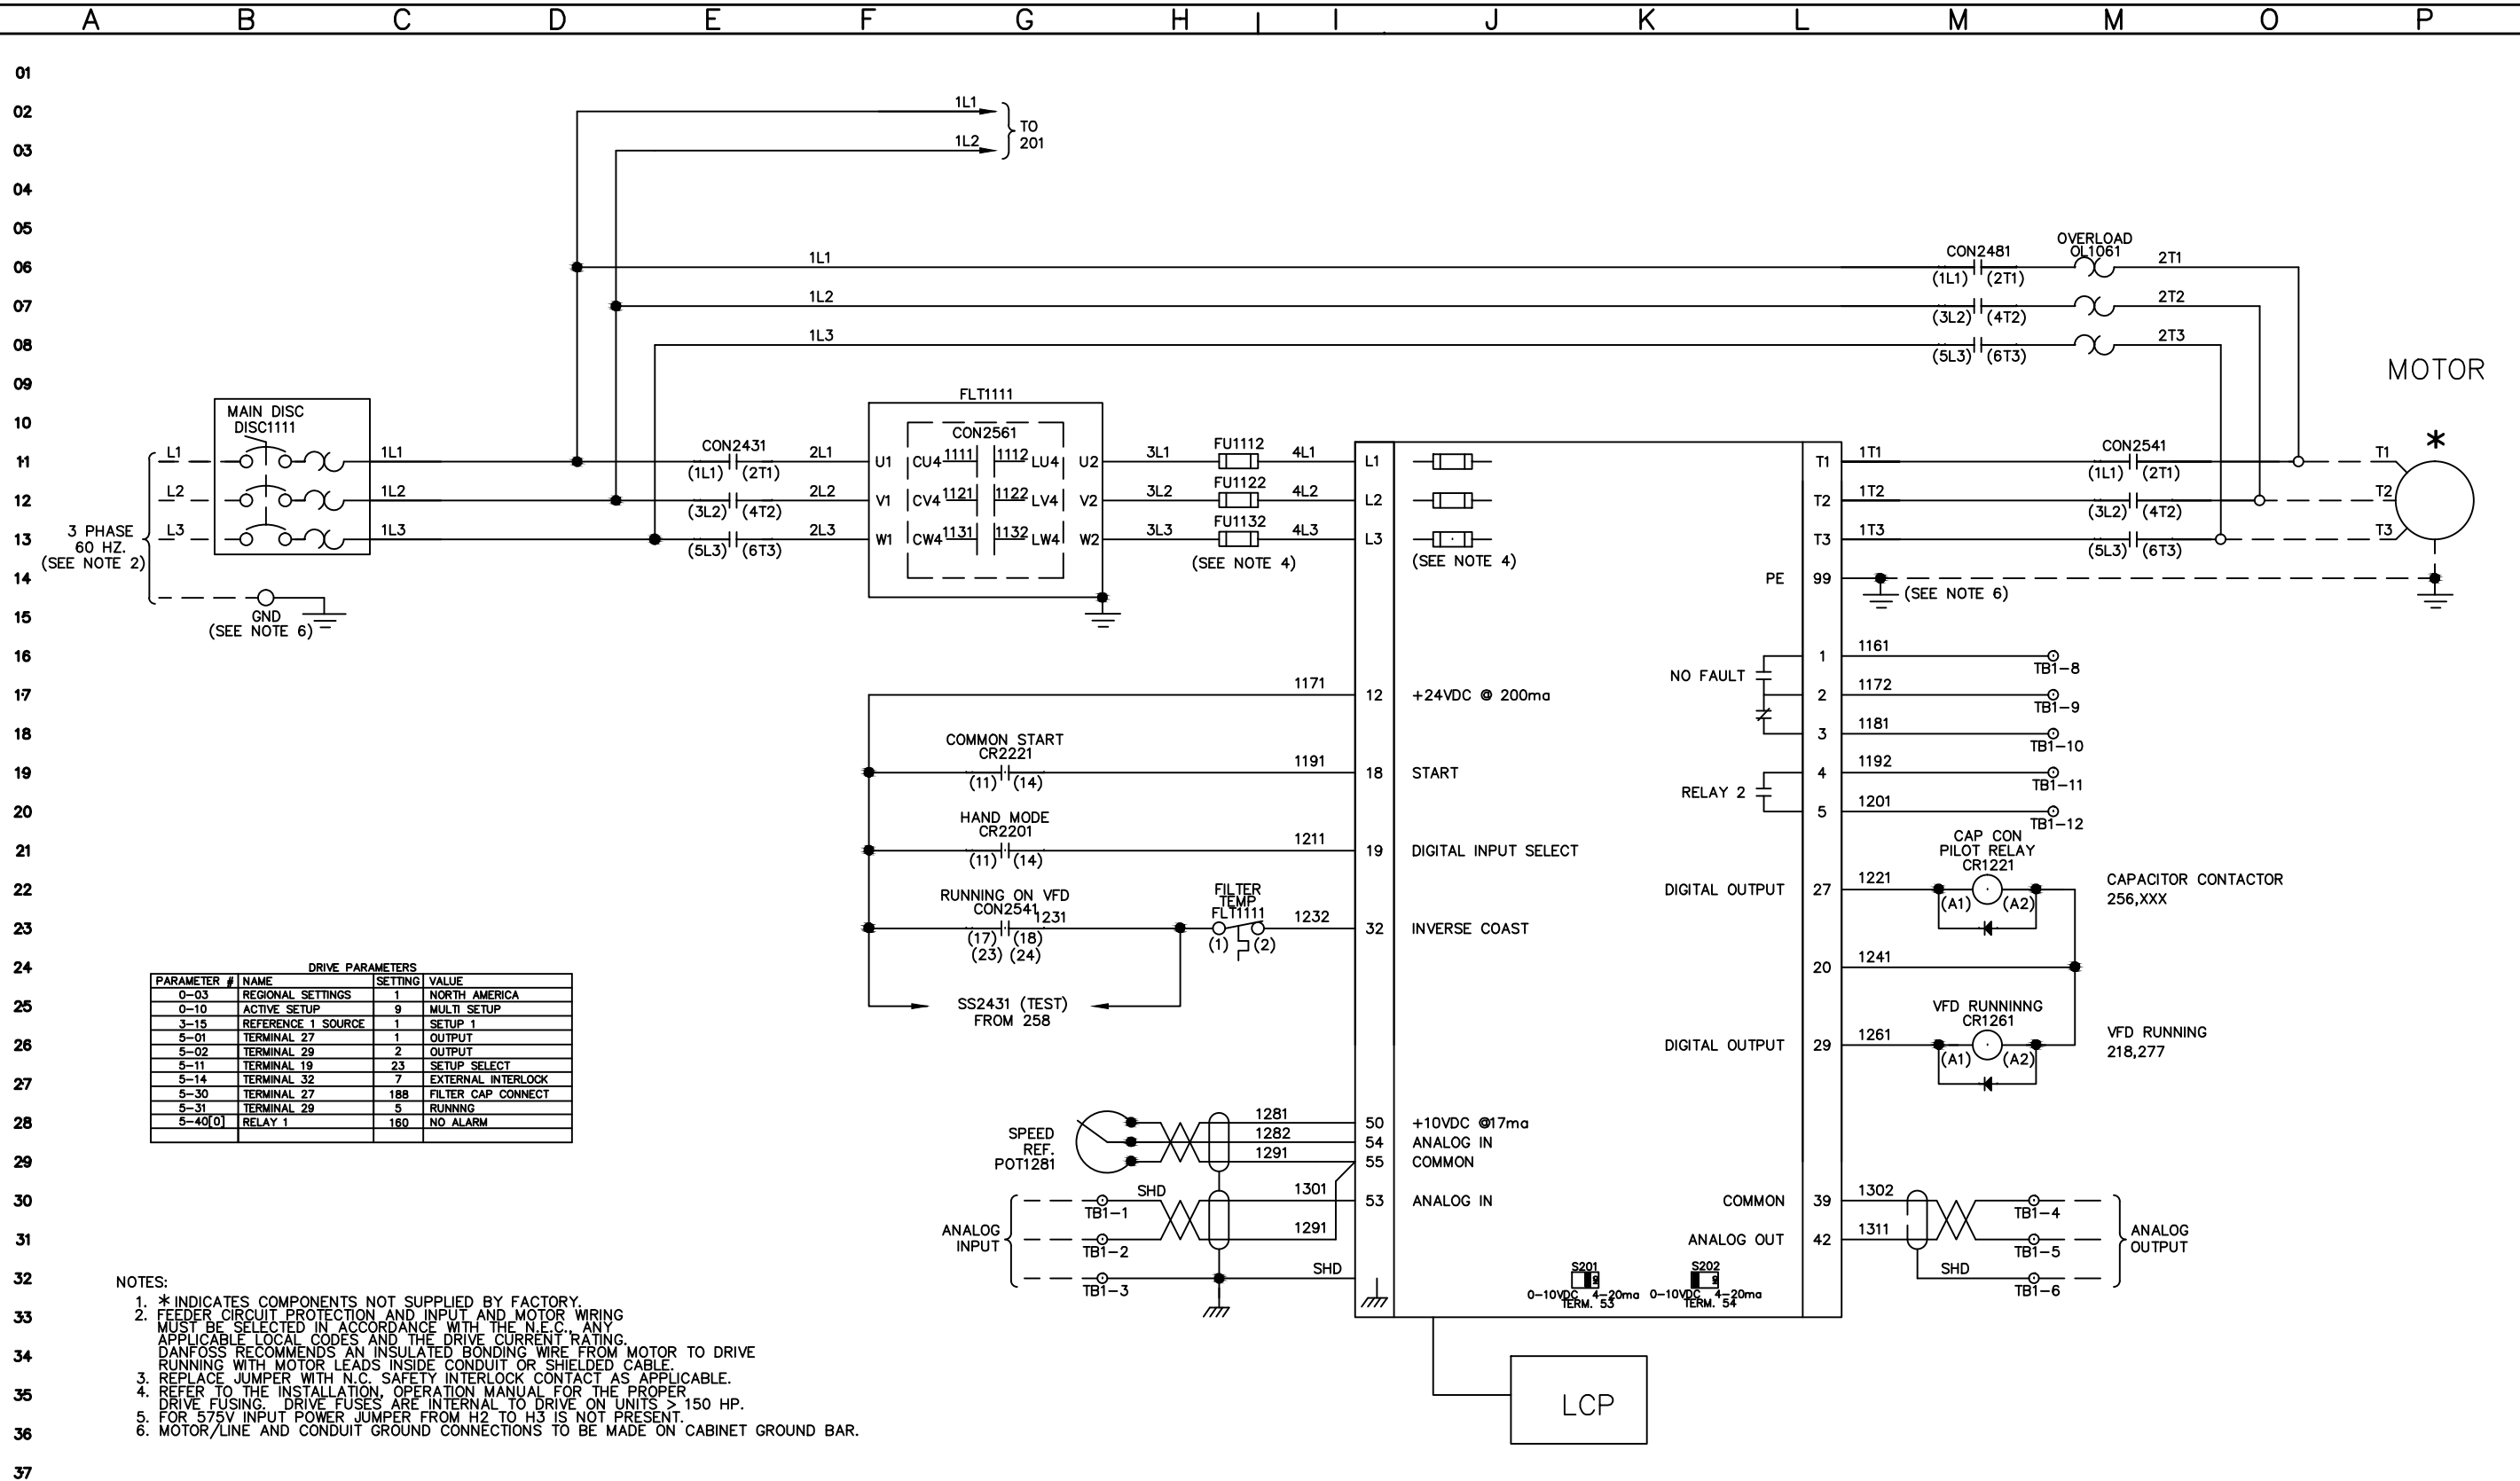 A B C D E F G H I J K L M M O P
01
02
03
04
05
06
07
08
09
10
11
12
13
14
15
16
17
18
19
20
21
22
23
24
25
26
27
28
29
30
31
32
33
34
35
36
37
1L1
1L2
TO
201
1L1
1L2
1L3
CON2481
(1L1) (2T1)
(3L2) (4T2)
(5L3) (6T3)
OVERLOAD
OL1061
2T1
2T2
2T3
MOTOR
*
MAIN DISC
DISC1111
L1
L2
L3
3 PHASE
60 HZ.
(SEE NOTE 2)
GND
(SEE NOTE 6)
1L1
1L2
1L3
CON2431
(1L1) (2T1)
(3L2) (4T2)
(5L3) (6T3)
2L1
2L2
2L3
FLT1111
CON2561
U1 CU4 1111 1112 LU4 U2
V1 CV4 1121 1122 LV4 V2
W1 CW4 1131 1132 LW4 W2
3L1
3L2
3L3
FU1112
FU1122
FU1132
(SEE NOTE 4)
4L1
4L2
4L3
L1
L2
L3
(SEE NOTE 4)
T1
T2
T3
PE 99
1T1
1T2
1T3
CON2541
(1L1) (2T1)
(3L2) (4T2)
(5L3) (6T3)
T1
T2
T3
(SEE NOTE 6)
NO FAULT
1 1161 TB1-8
2 1172 TB1-9
3 1181 TB1-10
RELAY 2
4 1192 TB1-11
5 1201 TB1-12
1171 12 +24VDC @ 200ma
COMMON START
CR2221
(11) (14)
1191 18 START
HAND MODE
CR2201
(11) (14)
1211 19 DIGITAL INPUT SELECT
RUNNING ON VFD
CON2541
1231
(17) (18)
(23) (24)
FILTER
TEMP
FLT1111
(1) (2)
1232 32 INVERSE COAST
SS2431 (TEST)
FROM 258
CAP CON
PILOT RELAY
CR1221
DIGITAL OUTPUT 27 1221
(A1) (A2)
CAPACITOR CONTACTOR
256,XXX
20 1241
VFD RUNNINNG
CR1261
DIGITAL OUTPUT 29 1261
(A1) (A2)
VFD RUNNING
218,277
DRIVE PARAMETERS
PARAMETER # NAME SETTING VALUE
0-03 REGIONAL SETTINGS 1 NORTH AMERICA
0-10 ACTIVE SETUP 9 MULTI SETUP
3-15 REFERENCE 1 SOURCE 1 SETUP 1
5-01 TERMINAL 27 1 OUTPUT
5-02 TERMINAL 29 2 OUTPUT
5-11 TERMINAL 19 23 SETUP SELECT
5-14 TERMINAL 32 7 EXTERNAL INTERLOCK
5-30 TERMINAL 27 188 FILTER CAP CONNECT
5-31 TERMINAL 29 5 RUNNNG
5-40[0] RELAY 1 160 NO ALARM
SPEED
REF.
POT1281
1281 50 +10VDC @17ma
1282 54 ANALOG IN
1291 55 COMMON
ANALOG
INPUT
TB1-1
TB1-2
TB1-3
SHD
1301 53 ANALOG IN
1291
SHD
COMMON 39 1302
ANALOG OUT 42 1311
SHD
TB1-4
TB1-5
TB1-6
ANALOG
OUTPUT
S201
0-10VDC 4-20ma
TERM. 53
S202
0-10VDC 4-20ma
TERM. 54
LCP
NOTES:
1. * INDICATES COMPONENTS NOT SUPPLIED BY FACTORY.
2. FEEDER CIRCUIT PROTECTION AND INPUT AND MOTOR WIRING
MUST BE SELECTED IN ACCORDANCE WITH THE N.E.C., ANY
APPLICABLE LOCAL CODES AND THE DRIVE CURRENT RATING.
DANFOSS RECOMMENDS AN INSULATED BONDING WIRE FROM MOTOR TO DRIVE
RUNNING WITH MOTOR LEADS INSIDE CONDUIT OR SHIELDED CABLE.
3. REPLACE JUMPER WITH N.C. SAFETY INTERLOCK CONTACT AS APPLICABLE.
4. REFER TO THE INSTALLATION, OPERATION MANUAL FOR THE PROPER
DRIVE FUSING. DRIVE FUSES ARE INTERNAL TO DRIVE ON UNITS > 150 HP.
5. FOR 575V INPUT POWER JUMPER FROM H2 TO H3 IS NOT PRESENT.
6. MOTOR/LINE AND CONDUIT GROUND CONNECTIONS TO BE MADE ON CABINET GROUND BAR.